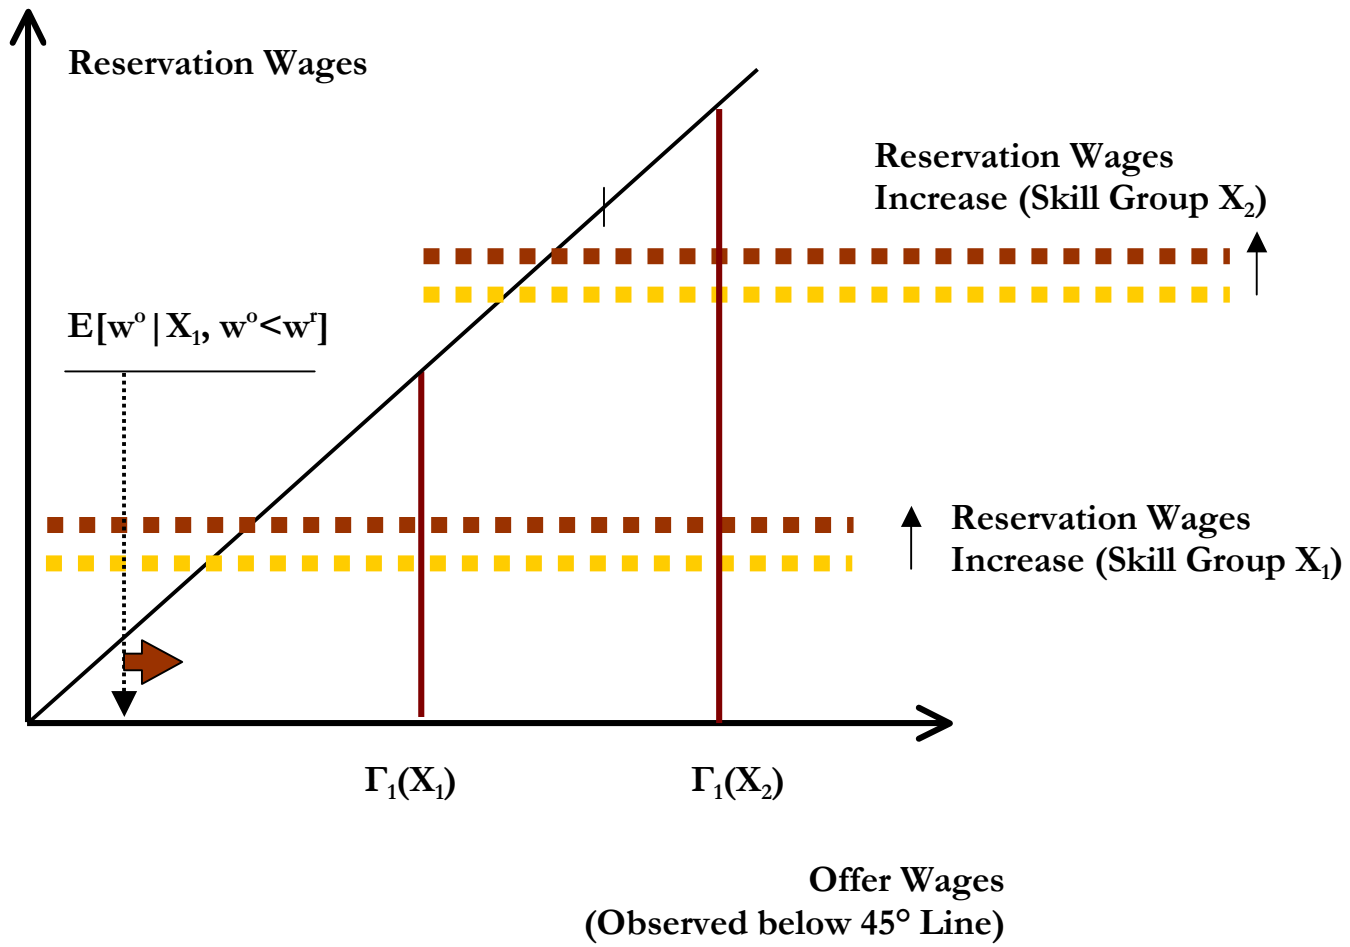 Reservation Wages
Reservation Wages
Increase (Skill Group X₂)
E[wᵒ|X₁, wᵒ<wʳ]
Reservation Wages
Increase (Skill Group X₁)
Γ₁(X₁)
Γ₁(X₂)
Offer Wages
(Observed below 45° Line)